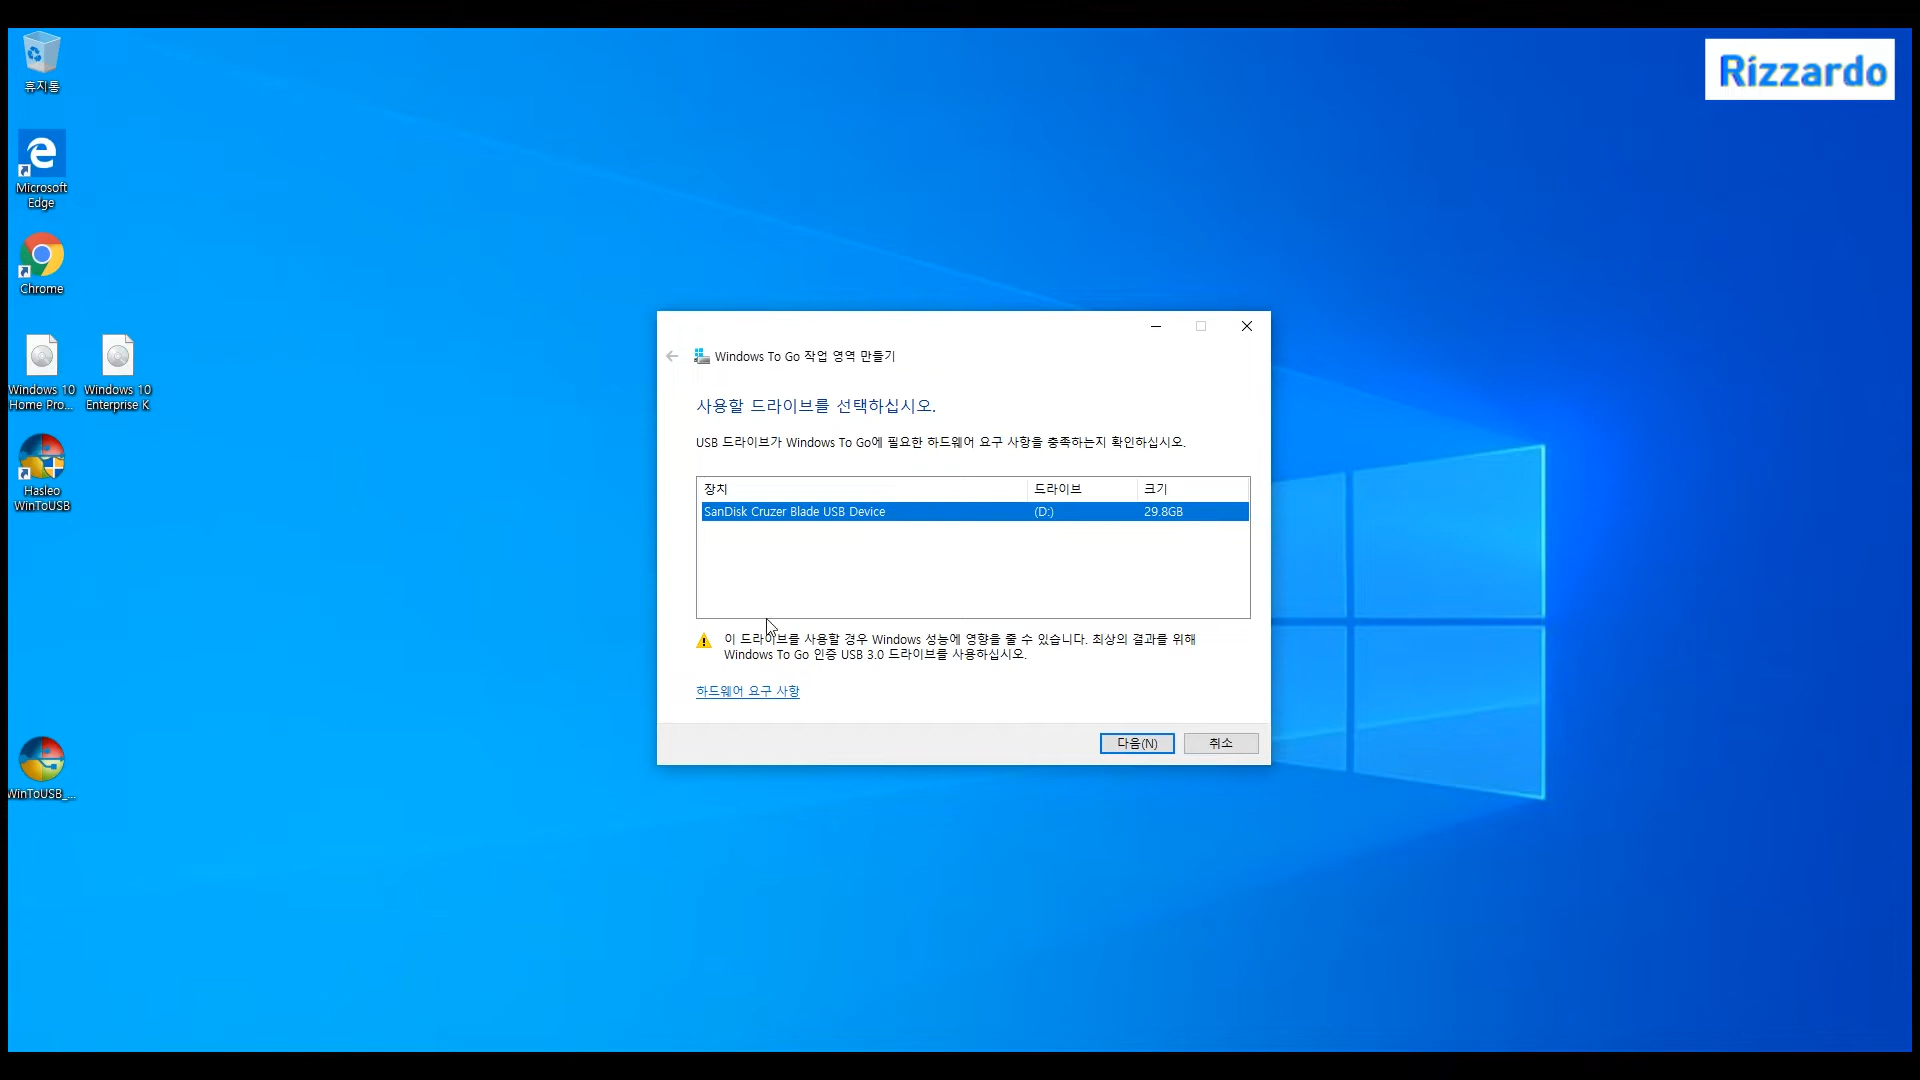 휴지통
Rizzardo
Microsoft
Edge
Chrome
Windows 10
Home Pro...
Windows 10
Enterprise K
Hasleo
WinToUSB
WinToUSB_...
Windows To Go 작업 영역 만들기
사용할 드라이브를 선택하십시오.
USB 드라이브가 Windows To Go에 필요한 하드웨어 요구 사항을 충족하는지 확인하십시오.
장치 드라이브 크기
SanDisk Cruzer Blade USB Device (D:) 29.8GB
이 드라이브를 사용할 경우 Windows 성능에 영향을 줄 수 있습니다. 최상의 결과를 위해
Windows To Go 인증 USB 3.0 드라이브를 사용하십시오.
하드웨어 요구 사항
다음(N) 취소